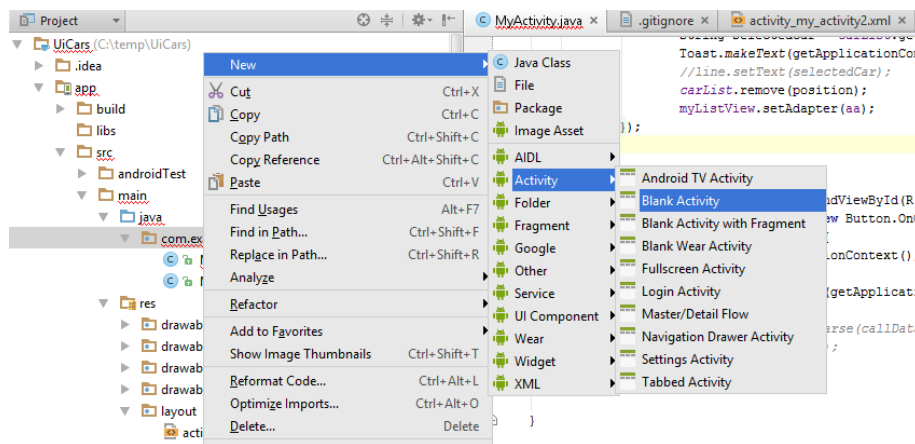 Project
MyActivity.java
.gitignore
activity_my_activity2.xml
UiCars (C:\temp\UiCars)
.idea
app
build
libs
src
androidTest
main
java
com.ex
res
drawab
drawab
drawab
drawab
layout
acti
New
Cut Ctrl+X
Copy Ctrl+C
Copy Path Ctrl+Shift+C
Copy Reference Ctrl+Alt+Shift+C
Paste Ctrl+V
Find Usages Alt+F7
Find in Path... Ctrl+Shift+F
Replace in Path... Ctrl+Shift+R
Analyze
Refactor
Add to Favorites
Show Image Thumbnails Ctrl+Shift+T
Reformat Code... Ctrl+Alt+L
Optimize Imports... Ctrl+Alt+O
Delete... Delete
Java Class
File
Package
Image Asset
AIDL
Activity
Folder
Fragment
Google
Other
Service
UI Component
Wear
Widget
XML
Android TV Activity
Blank Activity
Blank Activity with Fragment
Blank Wear Activity
Fullscreen Activity
Login Activity
Master/Detail Flow
Navigation Drawer Activity
Settings Activity
Tabbed Activity
Toast.makeText(getApplicationCo
//line.setText(selectedCar);
carList.remove(position);
myListView.setAdapter(aa);
});
ndViewById(R
ew Button.On
{
ionContext()
(getApplicat
arse(callDat
;
}